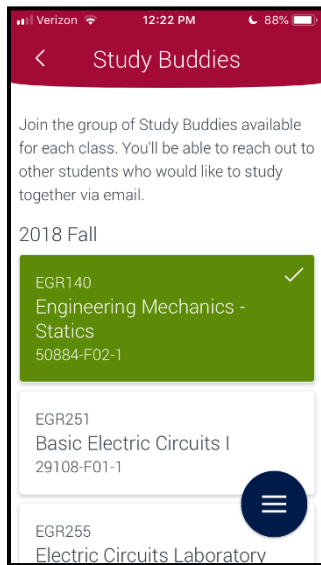 Verizon 12:22 PM 88%
Study Buddies
Join the group of Study Buddies available
for each class. You'll be able to reach out to
other students who would like to study
together via email.
2018 Fall
EGR140
Engineering Mechanics -
Statics
50884-F02-1
EGR251
Basic Electric Circuits I
29108-F01-1
EGR255
Electric Circuits Laboratory